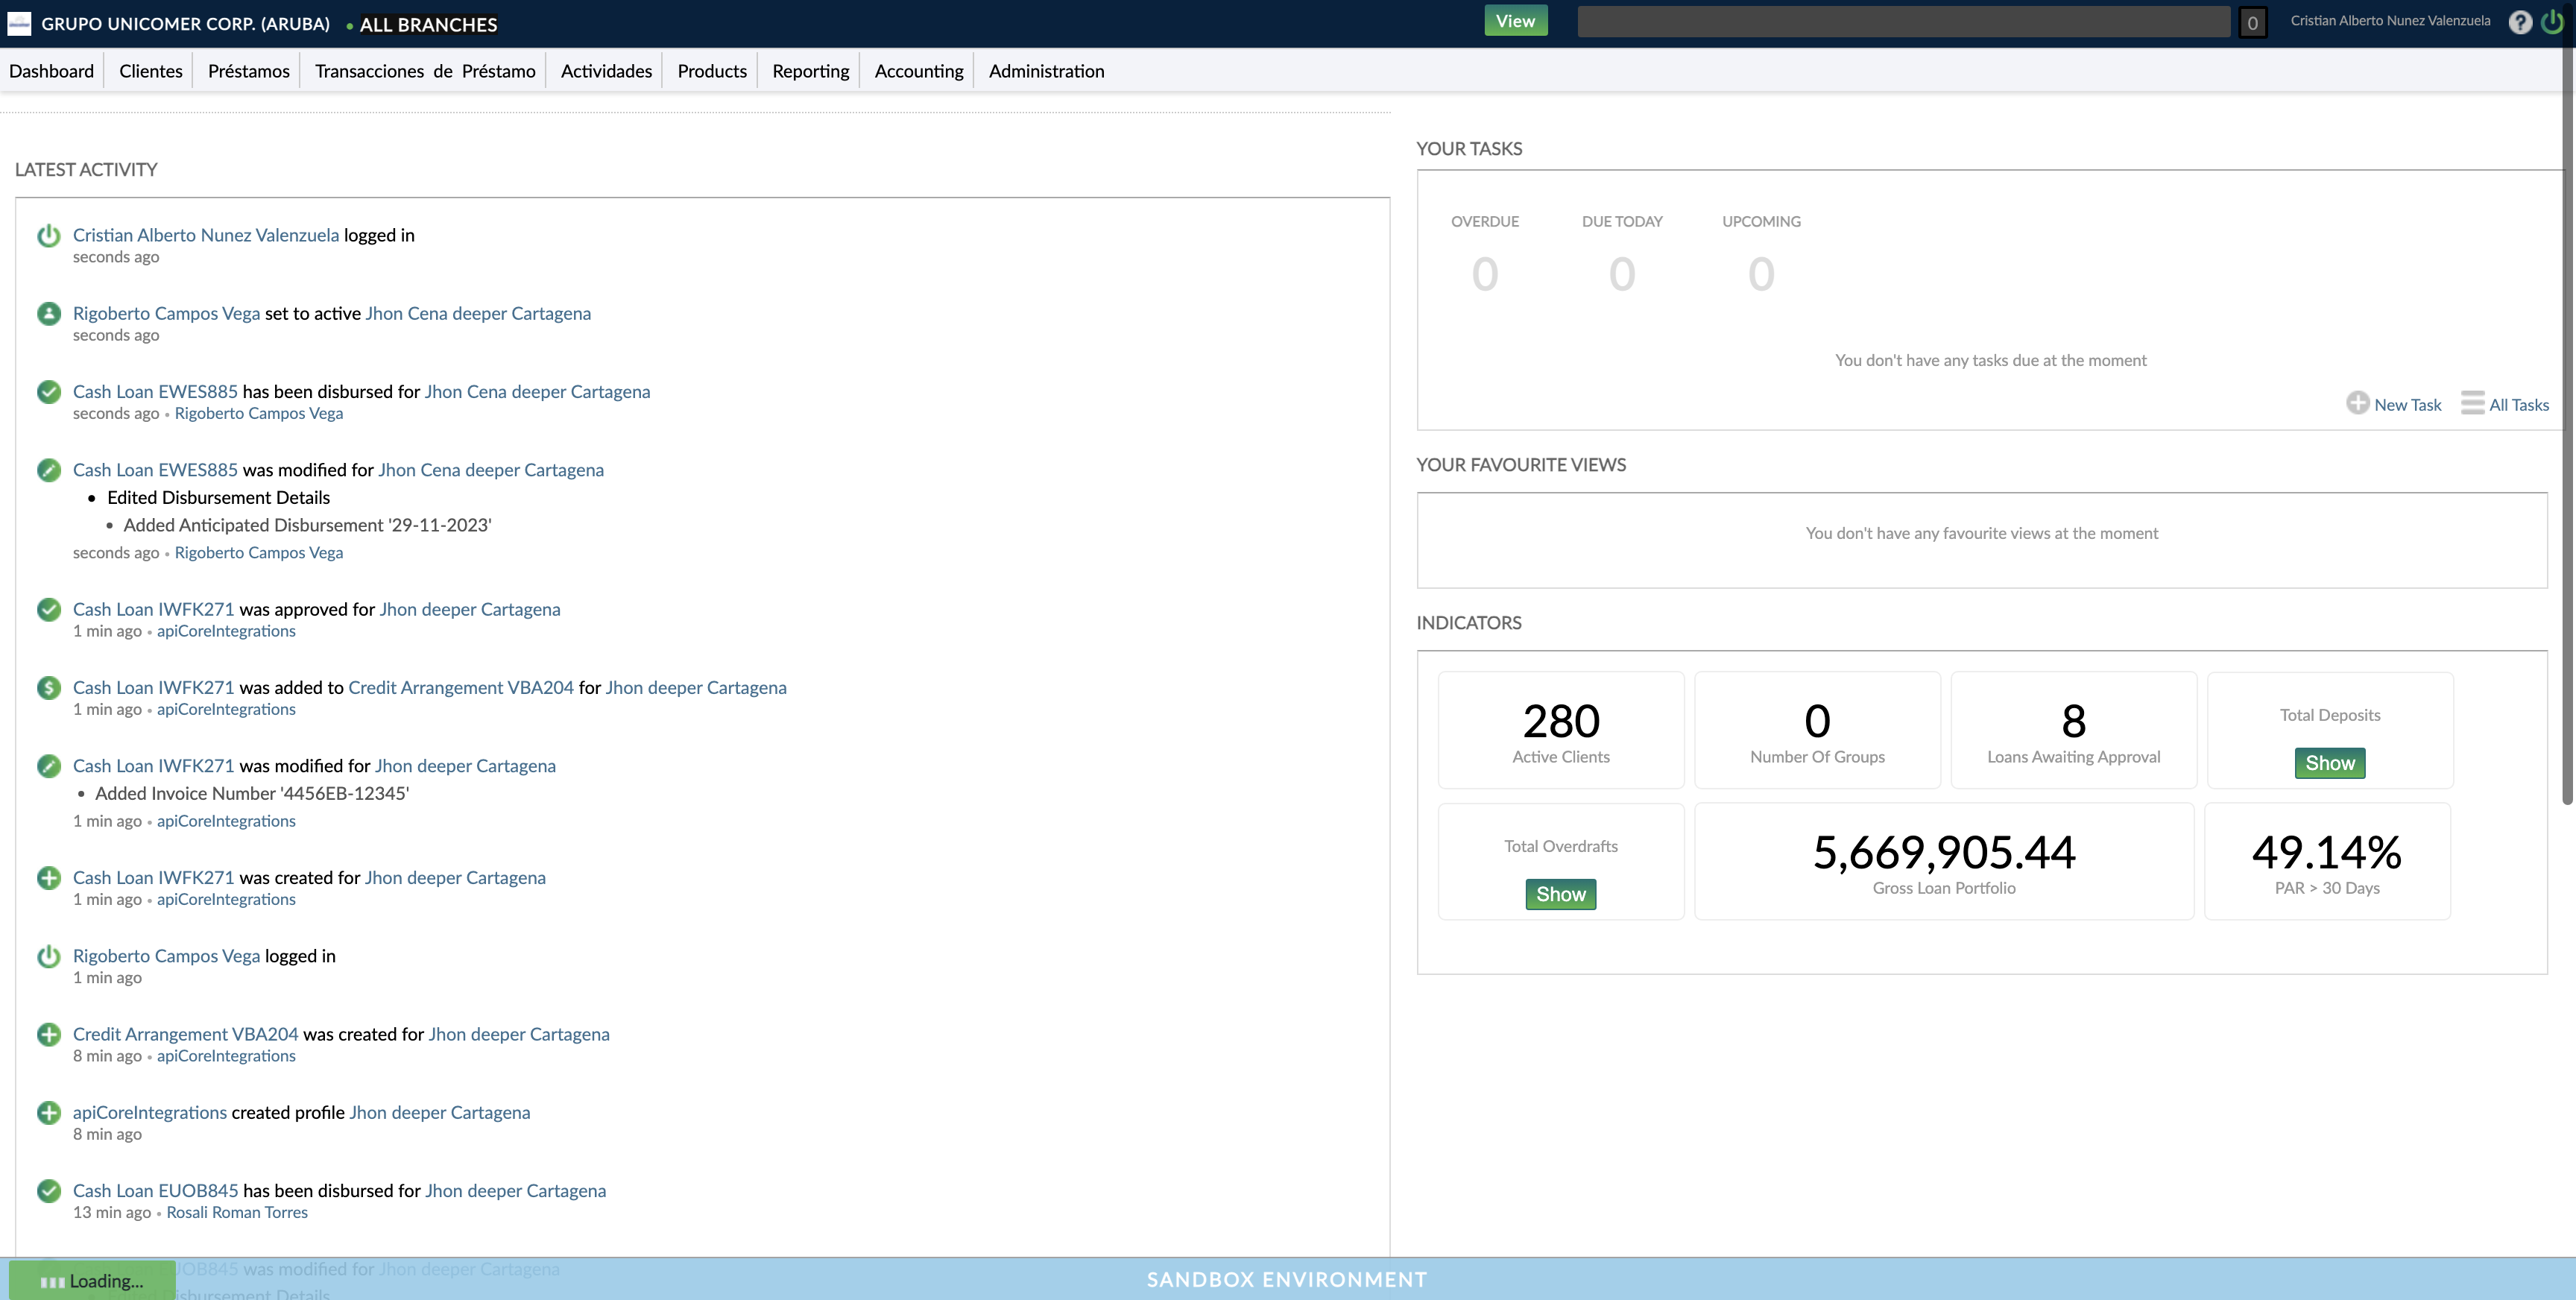 GRUPO UNICOMER CORP. (ARUBA) • ALL BRANCHES
View
0
Cristian Alberto Nunez Valenzuela
?
Dashboard Clientes Préstamos Transacciones de Préstamo Actividades Products Reporting Accounting Administration
LATEST ACTIVITY
Cristian Alberto Nunez Valenzuela logged in
seconds ago
Rigoberto Campos Vega set to active Jhon Cena deeper Cartagena
seconds ago
Cash Loan EWES885 has been disbursed for Jhon Cena deeper Cartagena
seconds ago • Rigoberto Campos Vega
Cash Loan EWES885 was modified for Jhon Cena deeper Cartagena
• Edited Disbursement Details
• Added Anticipated Disbursement '29-11-2023'
seconds ago • Rigoberto Campos Vega
Cash Loan IWFK271 was approved for Jhon deeper Cartagena
1 min ago • apiCoreIntegrations
Cash Loan IWFK271 was added to Credit Arrangement VBA204 for Jhon deeper Cartagena
1 min ago • apiCoreIntegrations
Cash Loan IWFK271 was modified for Jhon deeper Cartagena
• Added Invoice Number '4456EB-12345'
1 min ago • apiCoreIntegrations
Cash Loan IWFK271 was created for Jhon deeper Cartagena
1 min ago • apiCoreIntegrations
Rigoberto Campos Vega logged in
1 min ago
Credit Arrangement VBA204 was created for Jhon deeper Cartagena
8 min ago • apiCoreIntegrations
apiCoreIntegrations created profile Jhon deeper Cartagena
8 min ago
Cash Loan EUOB845 has been disbursed for Jhon deeper Cartagena
13 min ago • Rosali Roman Torres
was modified for Jhon deeper Cartagena
Details
YOUR TASKS
OVERDUE DUE TODAY UPCOMING
0 0 0
You don't have any tasks due at the moment
New Task All Tasks
YOUR FAVOURITE VIEWS
You don't have any favourite views at the moment
INDICATORS
280
Active Clients
0
Number Of Groups
8
Loans Awaiting Approval
Total Deposits
Show
Total Overdrafts
Show
5,669,905.44
Gross Loan Portfolio
49.14%
PAR > 30 Days
Loading...
SANDBOX ENVIRONMENT